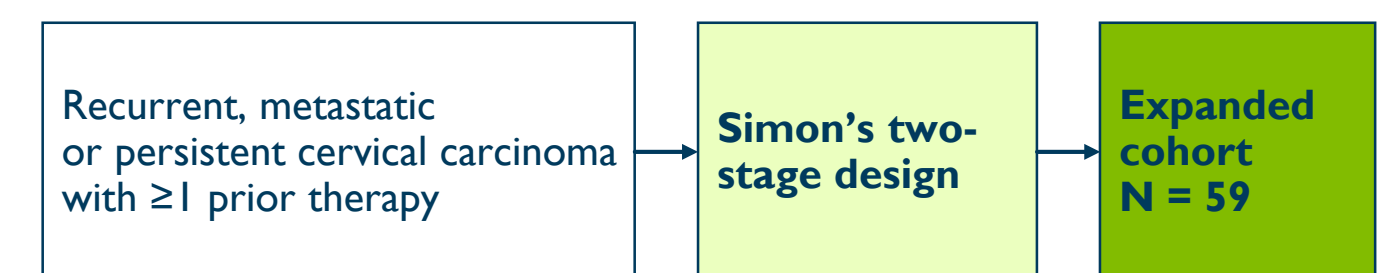 Recurrent, metastatic
or persistent cervical carcinoma
with ≥1 prior therapy
Simon’s two-
stage design
Expanded
cohort
N = 59